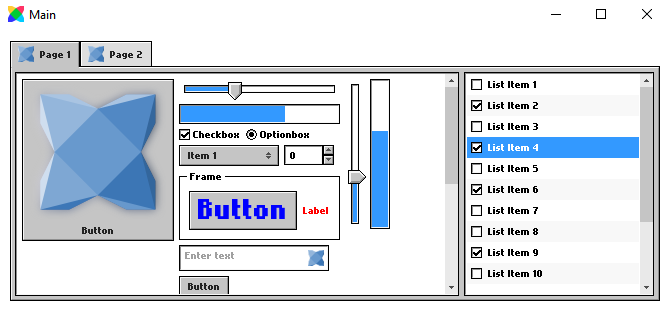 Main
Page 1
Page 2
Button
Checkbox
Optionbox
Item 1
0
Frame
Button
Label
Enter text
Button
List Item 1
List Item 2
List Item 3
List Item 4
List Item 5
List Item 6
List Item 7
List Item 8
List Item 9
List Item 10